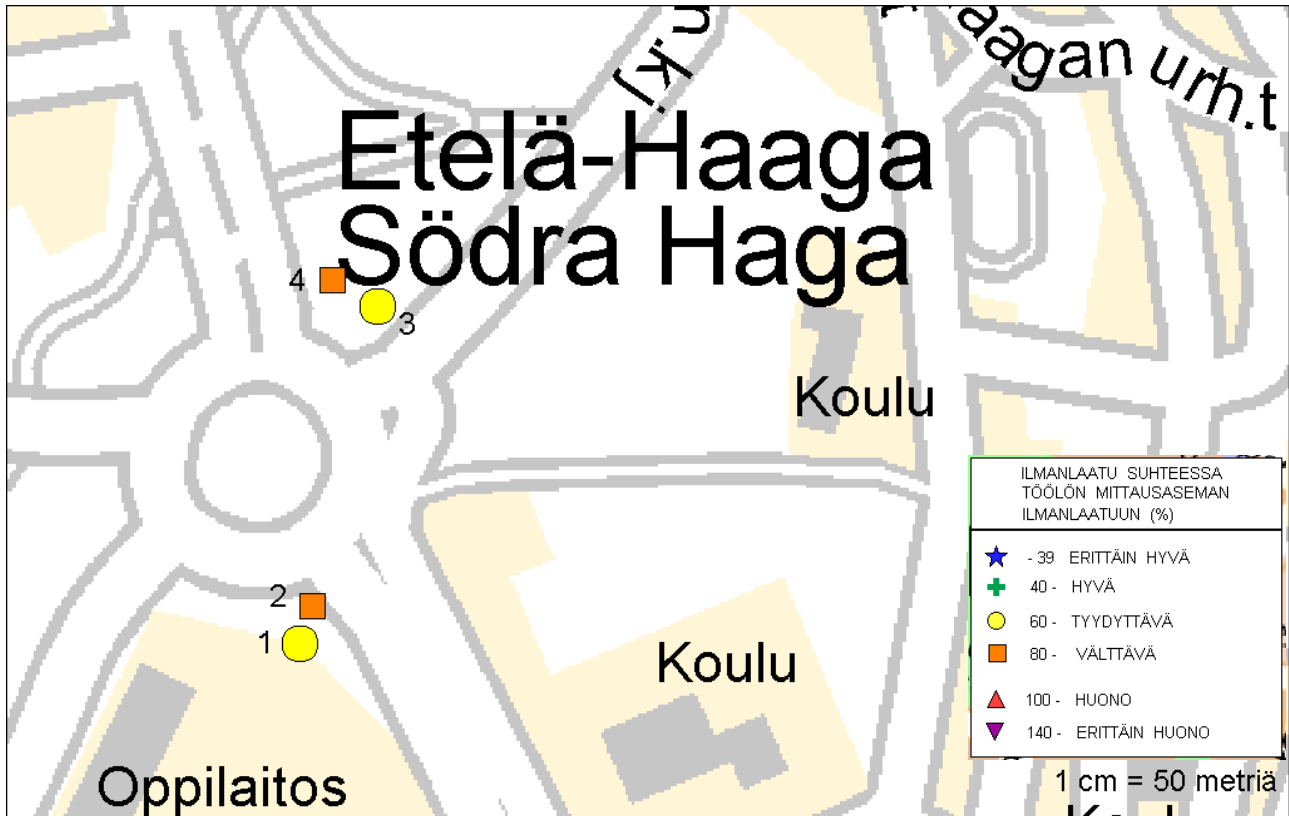 n.kj
aagan urh.t
Etelä-Haaga
Södra Haga
4
3
Koulu
2
1
Koulu
Oppilaitos
ILMANLAATU SUHTEESSA
TÖÖLÖN MITTAUSASEMAN
ILMANLAATUUN (%)
- 39 ERITTÄIN HYVÄ
40 - HYVÄ
60 - TYYDYTTÄVÄ
80 - VÄLTTÄVÄ
100 - HUONO
140 - ERITTÄIN HUONO
1 cm = 50 metriä